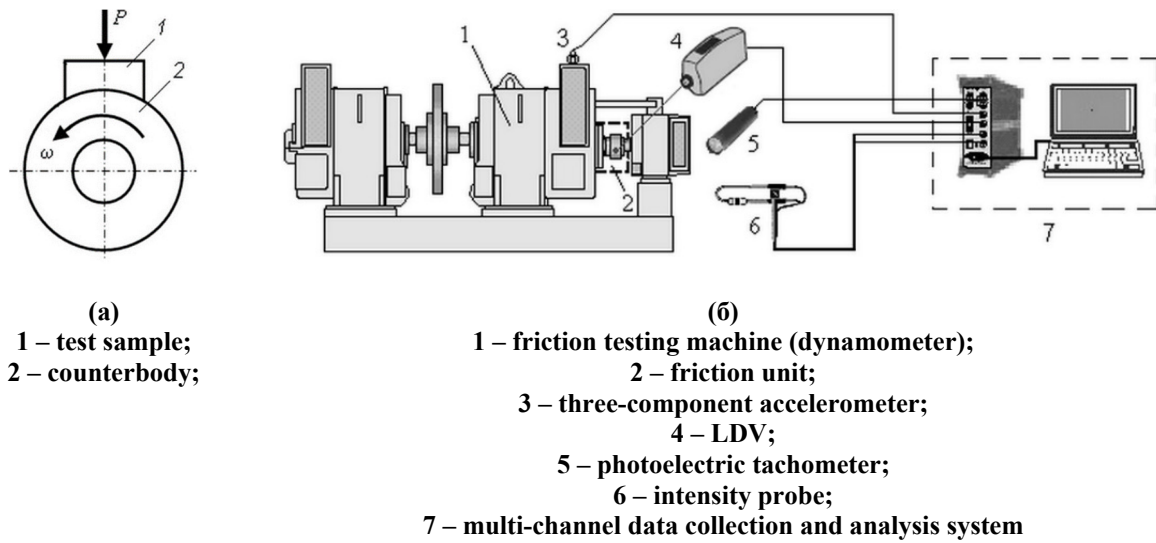 P
1
2
ω
1
3
4
5
2
6
7
(а)
1 – test sample;
2 – counterbody;
(б)
1 – friction testing machine (dynamometer);
2 – friction unit;
3 – three-component accelerometer;
4 – LDV;
5 – photoelectric tachometer;
6 – intensity probe;
7 – multi-channel data collection and analysis system